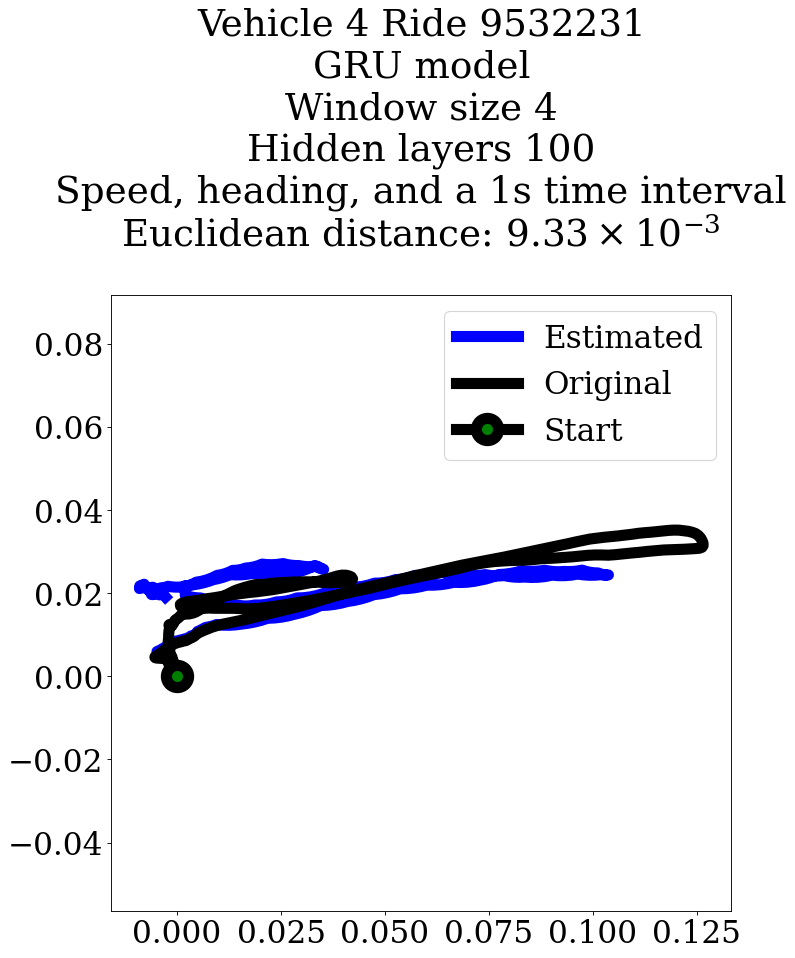 Vehicle 4 Ride 9532231
GRU model
Window size 4
Hidden layers 100
Speed, heading, and a 1s time interval
Euclidean distance: 9.33 × 10⁻³
Estimated
Original
Start
0.08
0.06
0.04
0.02
0.00
−0.02
−0.04
0.000 0.025 0.050 0.075 0.100 0.125